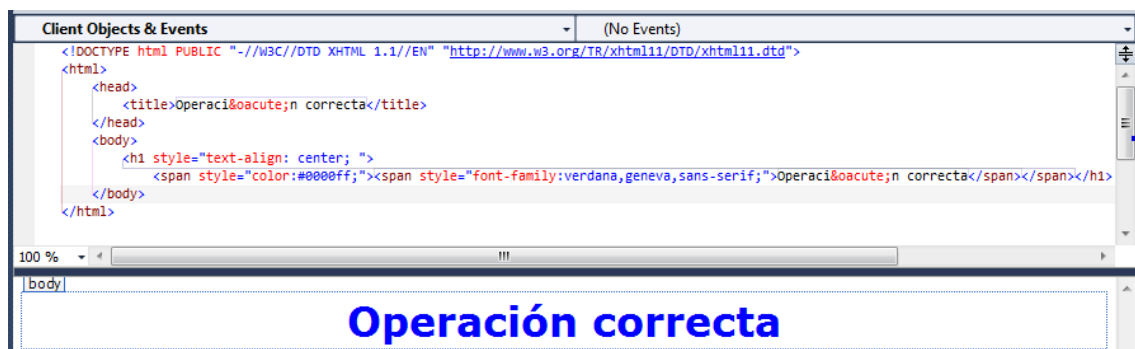 Client Objects & Events (No Events)
<!DOCTYPE html PUBLIC "-//W3C//DTD XHTML 1.1//EN" "http://www.w3.org/TR/xhtml11/DTD/xhtml11.dtd">
<html>
<head>
<title>Operaci&oacute;n correcta</title>
</head>
<body>
<h1 style="text-align: center; ">
<span style="color:#0000ff;"><span style="font-family:verdana,geneva,sans-serif;">Operaci&oacute;n correcta</span></span></h1>
</body>
</html>
100 %
body
Operación correcta